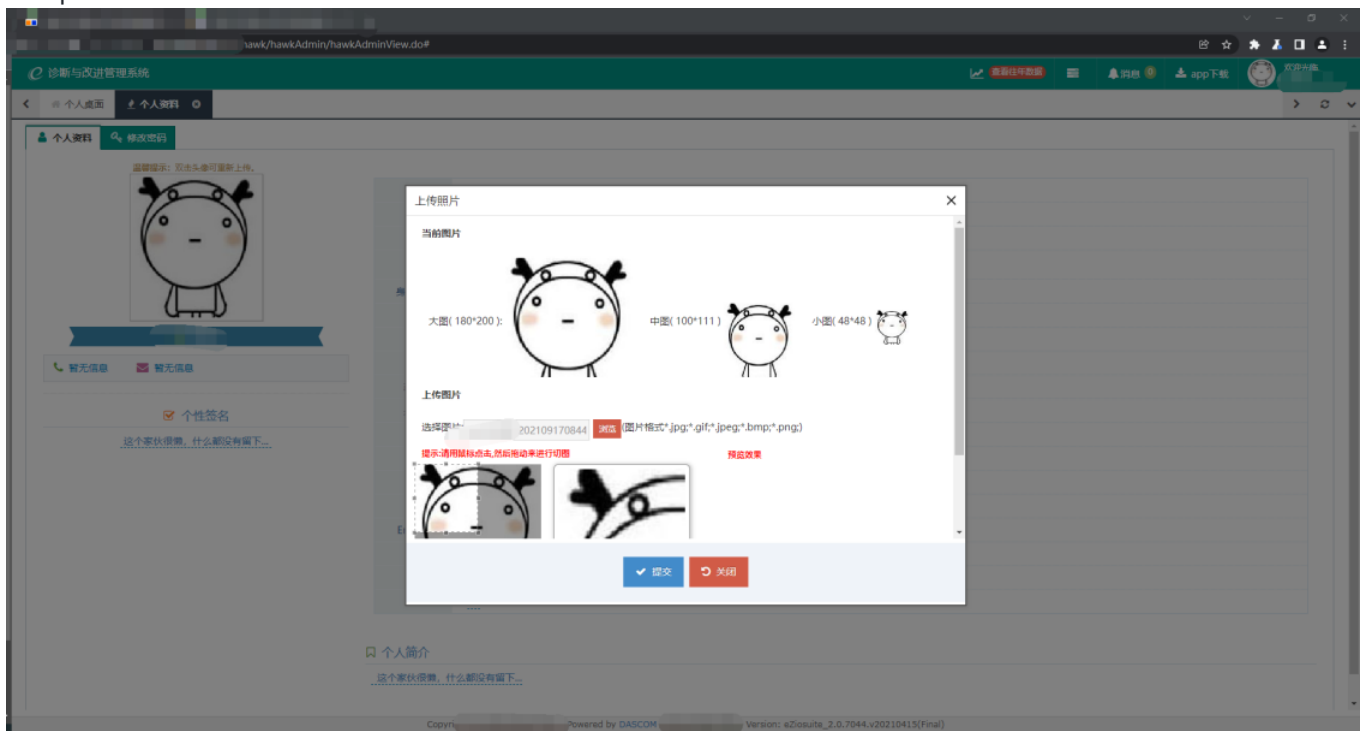 hawk/hawkAdmin/hawkAdminView.do#
诊断与改进管理系统
查看往年数据
消息
app下载
个人桌面
个人资料
个人资料
修改密码
温馨提示：双击头像可重新上传。
暂无信息
暂无信息
个性签名
这个家伙很懒，什么都没有留下...
上传照片
当前图片
大图( 180*200 ):
中图( 100*111 )
小图( 48*48 )
上传图片
选择图片
202109170844
浏览
(图片格式*.jpg;*.gif;*.jpeg;*.bmp;*.png;)
提示:请用鼠标点击,然后拖动来进行切图
预览效果
提交
关闭
个人简介
这个家伙很懒，什么都没有留下...
Copyri
Powered by DASCOM
Version: eZiosuite_2.0.7044.v20210415(Final)